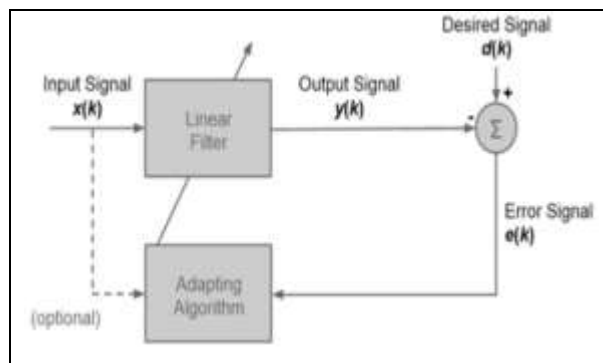 Desired Signal
d(k)
Input Signal
x(k)
Linear
Filter
Output Signal
y(k)
+
-
Σ
Error Signal
e(k)
Adapting
Algorithm
(optional)